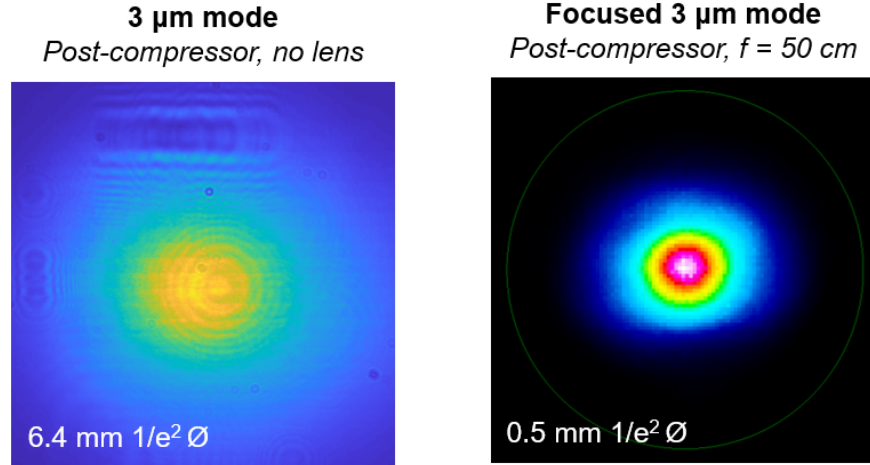 3 µm mode
Post-compressor, no lens
6.4 mm 1/e² Ø
Focused 3 µm mode
Post-compressor, f = 50 cm
0.5 mm 1/e² Ø